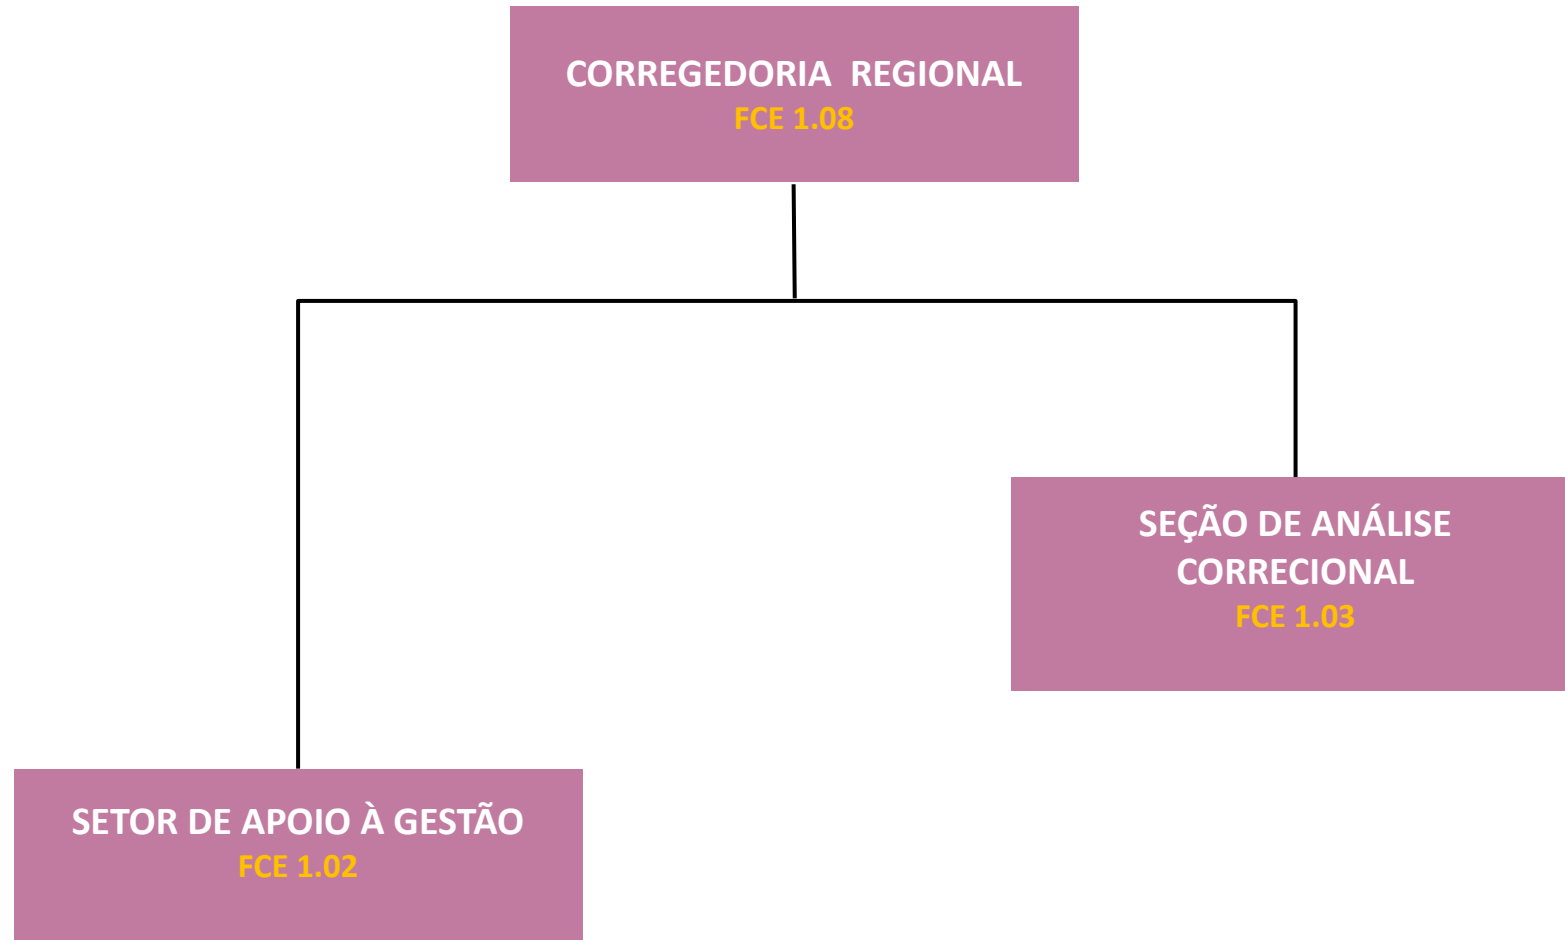 CORREGEDORIA REGIONAL
FCE 1.08
SEÇÃO DE ANÁLISE
CORRECIONAL
FCE 1.03
SETOR DE APOIO À GESTÃO
FCE 1.02